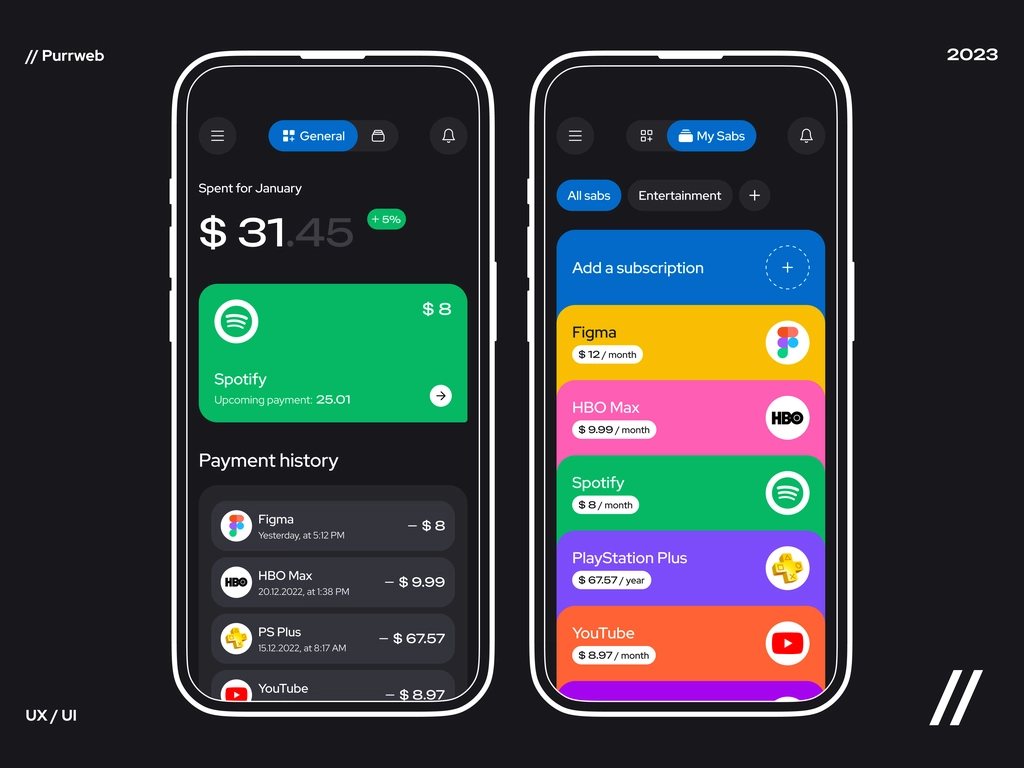 // Purrweb
2023
General
Spent for January
$ 31.45
+ 5%
$ 8
Spotify
Upcoming payment: 25.01
Payment history
Figma
Yesterday, at 5:12 PM
– $ 8
HBO
HBO Max
20.12.2022, at 1:38 PM
– $ 9.99
PS Plus
15.12.2022, at 8:17 AM
– $ 67.57
YouTube
– $ 8.97
My Sabs
All sabs
Entertainment
+
Add a subscription
+
Figma
$ 12 / month
HBO Max
$ 9.99 / month
HBO
Spotify
$ 8 / month
PlayStation Plus
$ 67.57 / year
YouTube
$ 8.97 / month
UX / UI
//